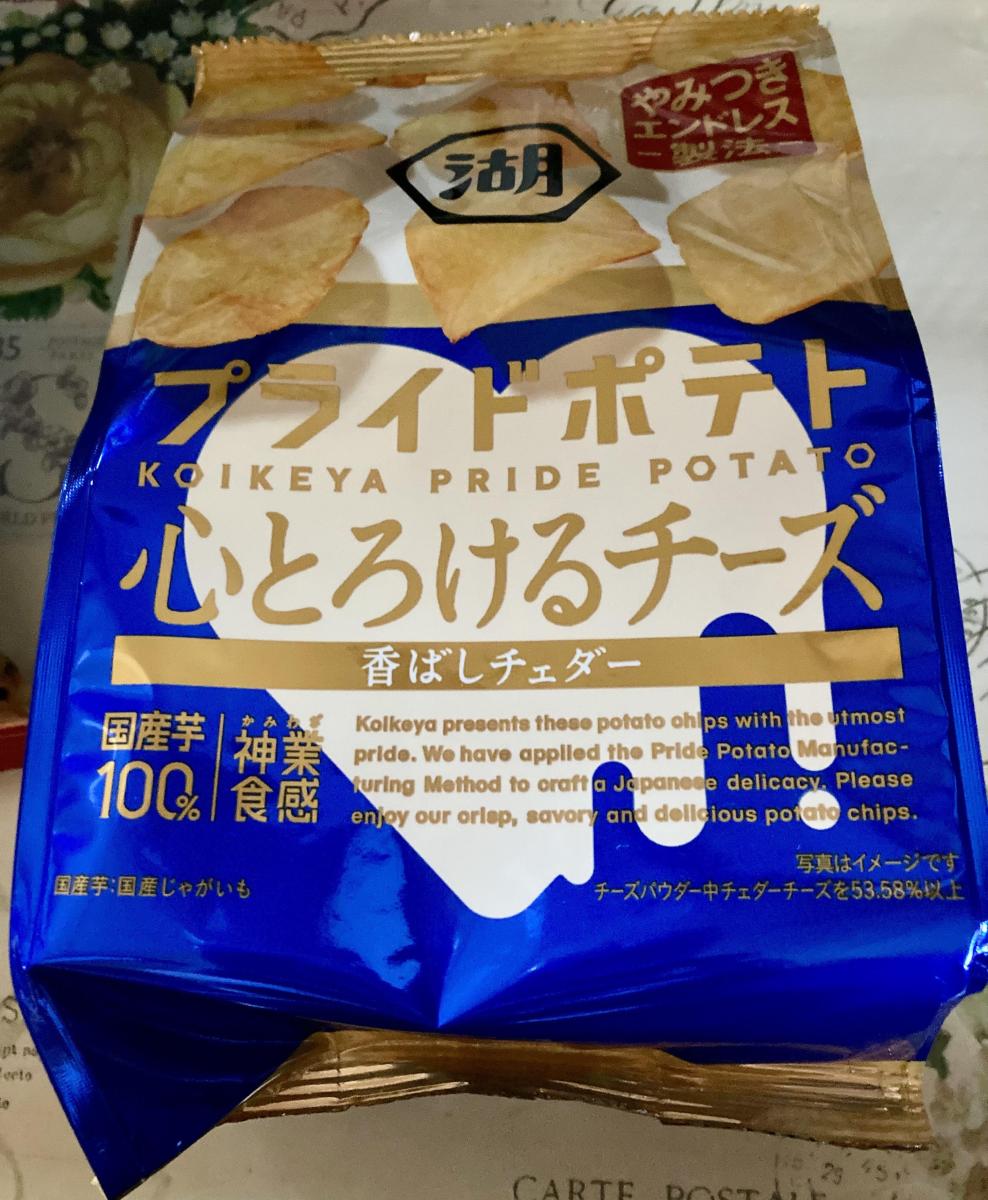 やみつき
エンドレス
製法
湖
プライドポテト
KOIKEYA PRIDE POTATO
心とろけるチーズ
香ばしチェダー
国産芋
100%
かみわざ
神業
食感
Koikeya presents these potato chips with the utmost
pride. We have applied the Pride Potato Manufac-
turing Method to craft a Japanese delicacy. Please
enjoy our crisp, savory and delicious potato chips.
国産芋:国産じゃがいも
写真はイメージです
チーズパウダー中チェダーチーズを53.58%以上
CARTE POSTA